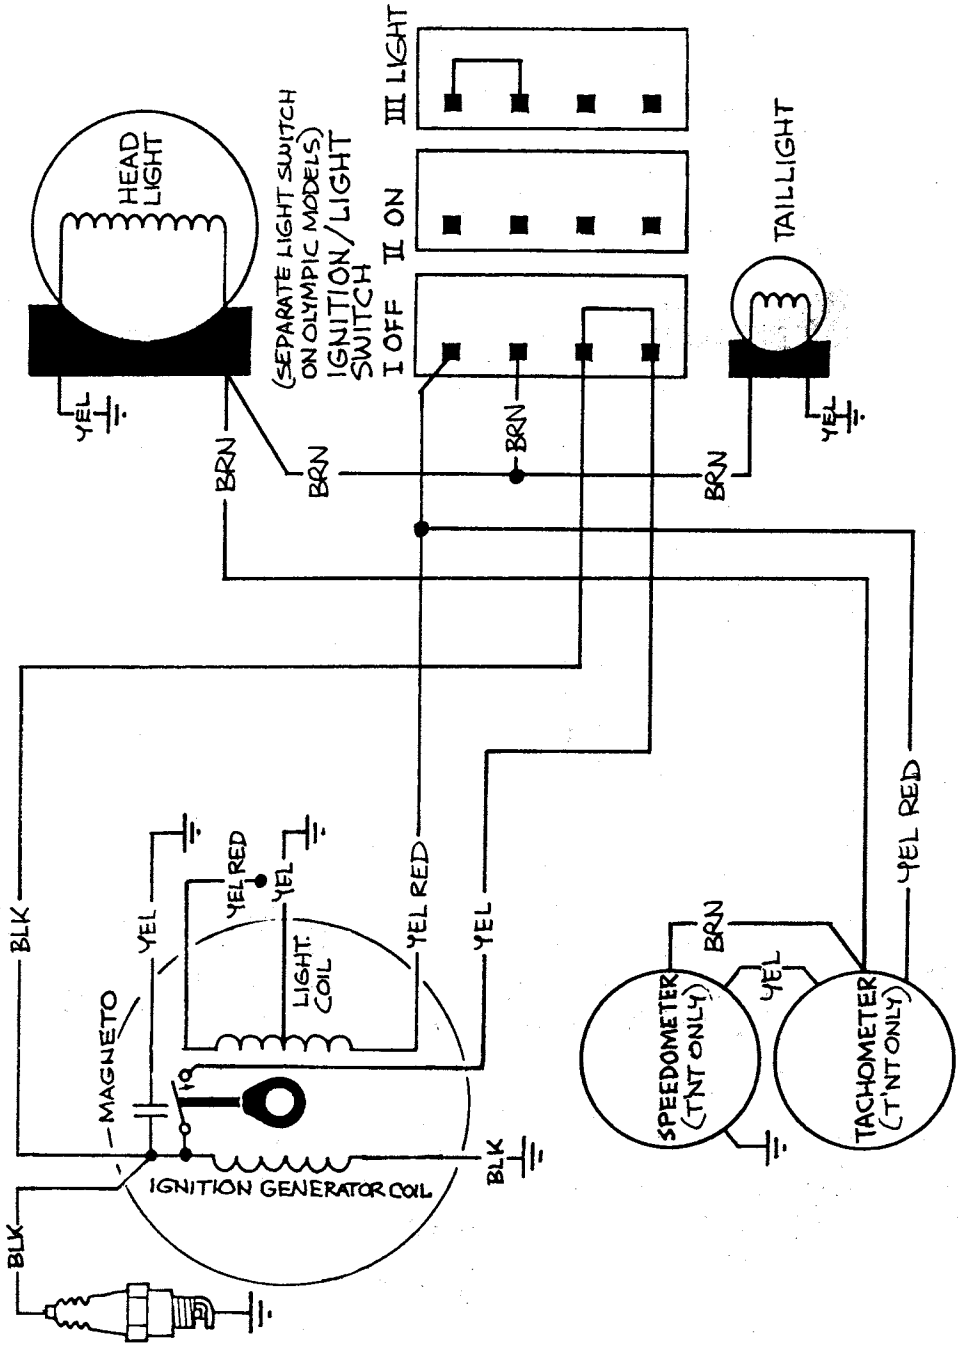 HEAD
LIGHT
(SEPARATE LIGHT SWITCH
ON OLYMPIC MODELS)
IGNITION/LIGHT
SWITCH
I OFF
II ON
III LIGHT
TAILLIGHT
YEL
BRN
BRN
BRN
BRN
YEL
BLK
YEL
YEL RED
YEL
YEL RED
YEL
YEL RED
LIGHT
COIL
MAGNETO
IGNITION GENERATOR COIL
BLK
BLK
BRN
YEL
SPEEDOMETER
(T'NT ONLY)
TACHOMETER
(T'NT ONLY)